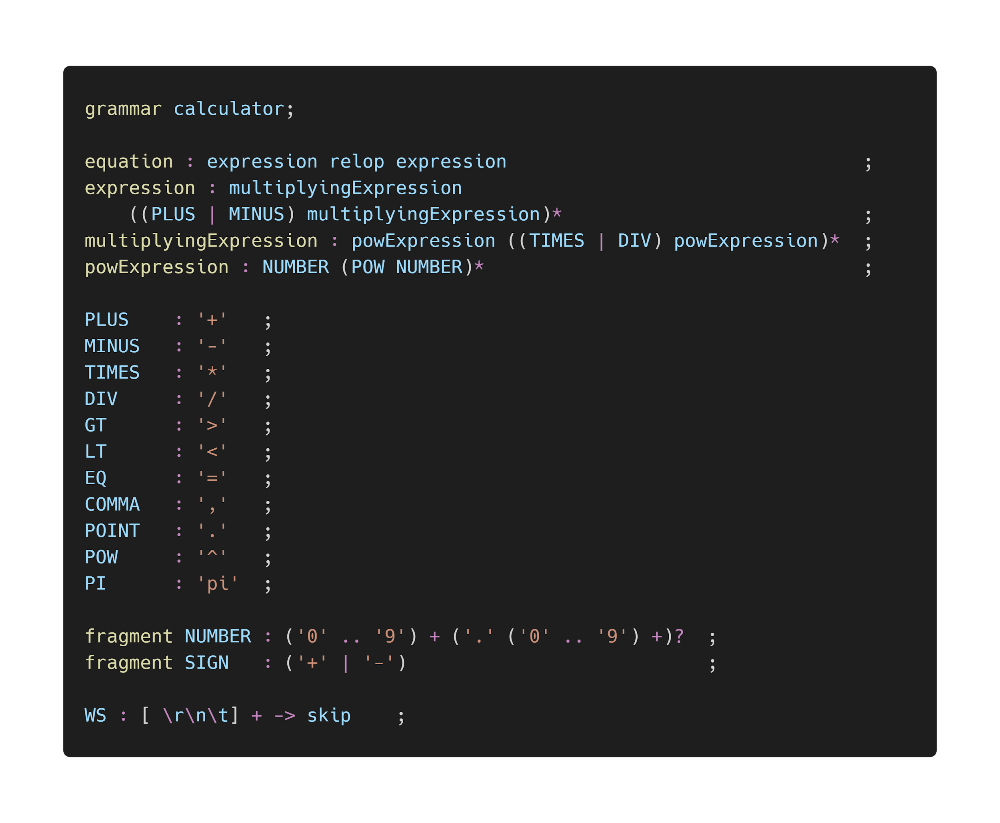 grammar calculator;

equation : expression relop expression                                ;
expression : multiplyingExpression
    ((PLUS | MINUS) multiplyingExpression)*                           ;
multiplyingExpression : powExpression ((TIMES | DIV) powExpression)*  ;
powExpression : NUMBER (POW NUMBER)*                                  ;

PLUS    : '+'   ;
MINUS   : '-'   ;
TIMES   : '*'   ;
DIV     : '/'   ;
GT      : '>'   ;
LT      : '<'   ;
EQ      : '='   ;
COMMA   : ','   ;
POINT   : '.'   ;
POW     : '^'   ;
PI      : 'pi'  ;

fragment NUMBER : ('0' .. '9') + ('.' ('0' .. '9') +)?  ;
fragment SIGN   : ('+' | '-')                           ;

WS : [ \r\n\t] + -> skip    ;